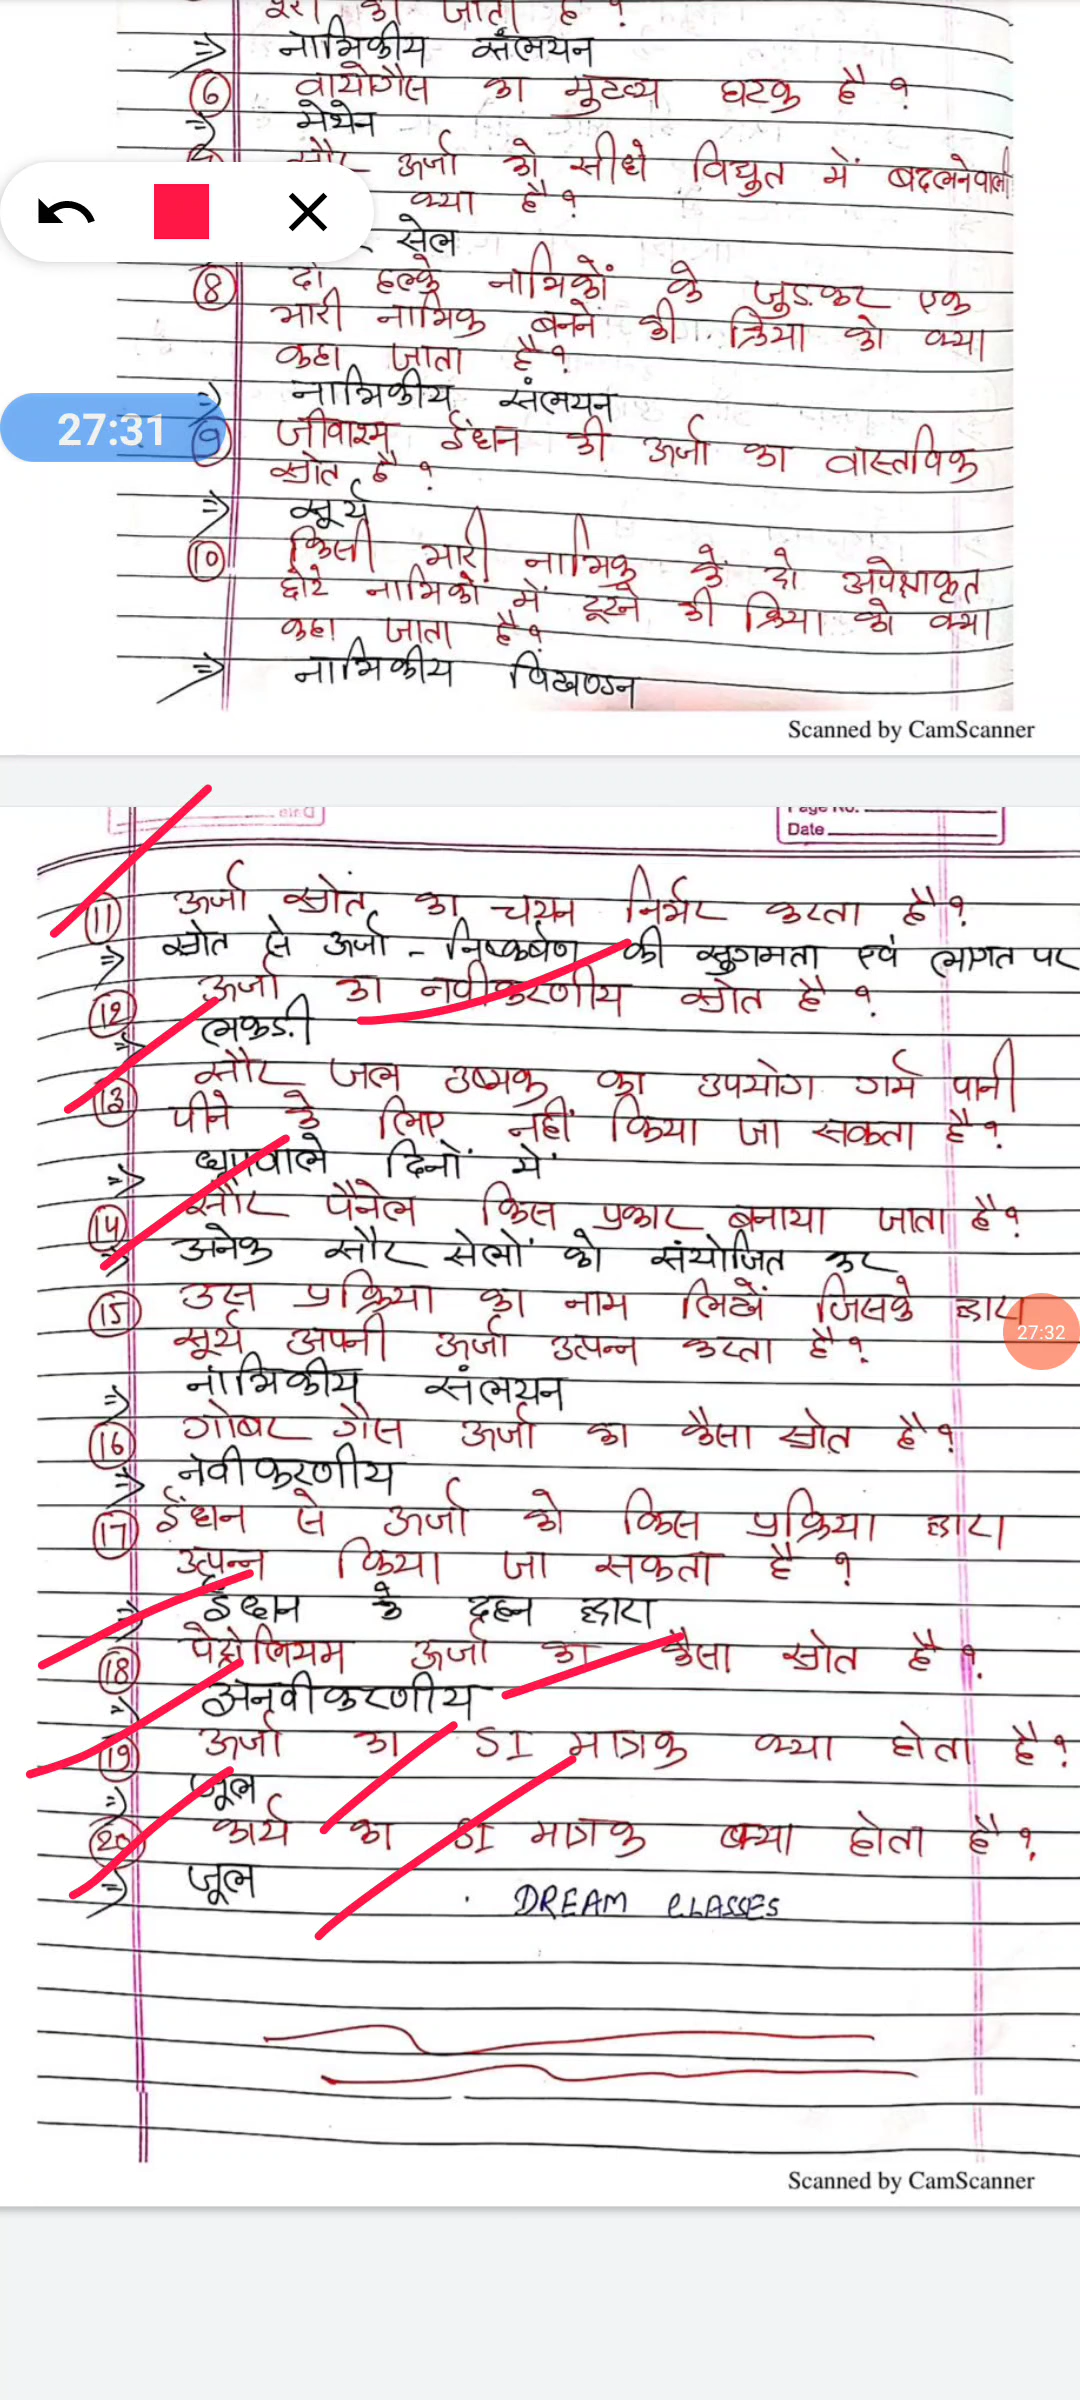 की जाती है ?
⇒ नाभिकीय संलयन
(6) बायोगैस का मुख्य घटक है ?
⇒ मेथेन
सौर ऊर्जा को सीधे विद्युत में बदलनेवाली
क्या है ?
सेल
(8) दो हल्के नाभिकों के जुड़कर एक
भारी नाभिक बनने की क्रिया को क्या
कहा जाता है ?
⇒ नाभिकीय संलयन
27:31
(9) जीवाश्म ईंधन की ऊर्जा का वास्तविक
स्रोत है ?
⇒ सूर्य
(10) किसी भारी नाभिक के दो अपेक्षाकृत
छोटे नाभिकों में टूटने की क्रिया को क्या
कहा जाता है ?
⇒ नाभिकीय विखण्डन
Scanned by CamScanner
Page No.
Date
(11) ऊर्जा स्रोत का चयन निर्भर करता है ?
⇒ स्रोत से ऊर्जा - निष्कर्षण की सुगमता एवं लागत पर
(12) ऊर्जा का नवीकरणीय स्रोत है ?
⇒ लकड़ी
(13) सौर जल उष्मक का उपयोग गर्म पानी
पीने के लिए नहीं किया जा सकता है ?
⇒ धूपवाले दिनों में
(14) सौर पैनेल किस प्रकार बनाया जाता है ?
⇒ अनेक सौर सेलों को संयोजित कर
(15) उस प्रक्रिया का नाम लिखें जिसके द्वारा
27:32
सूर्य अपनी ऊर्जा उत्पन्न करता है ?
⇒ नाभिकीय संलयन
(16) गोबर गैस ऊर्जा का कैसा स्रोत है ?
⇒ नवीकरणीय
(17) ईंधन से ऊर्जा को किस प्रक्रिया द्वारा
उत्पन्न किया जा सकता है ?
⇒ ईंधन के दहन द्वारा
(18) पेट्रोलियम ऊर्जा का कैसा स्रोत है ?
⇒ अनवीकरणीय
(19) ऊर्जा का SI मात्रक क्या होता है ?
⇒ जूल
(20) कार्य का SI मात्रक क्या होता है ?
⇒ जूल
DREAM CLASSES
Scanned by CamScanner